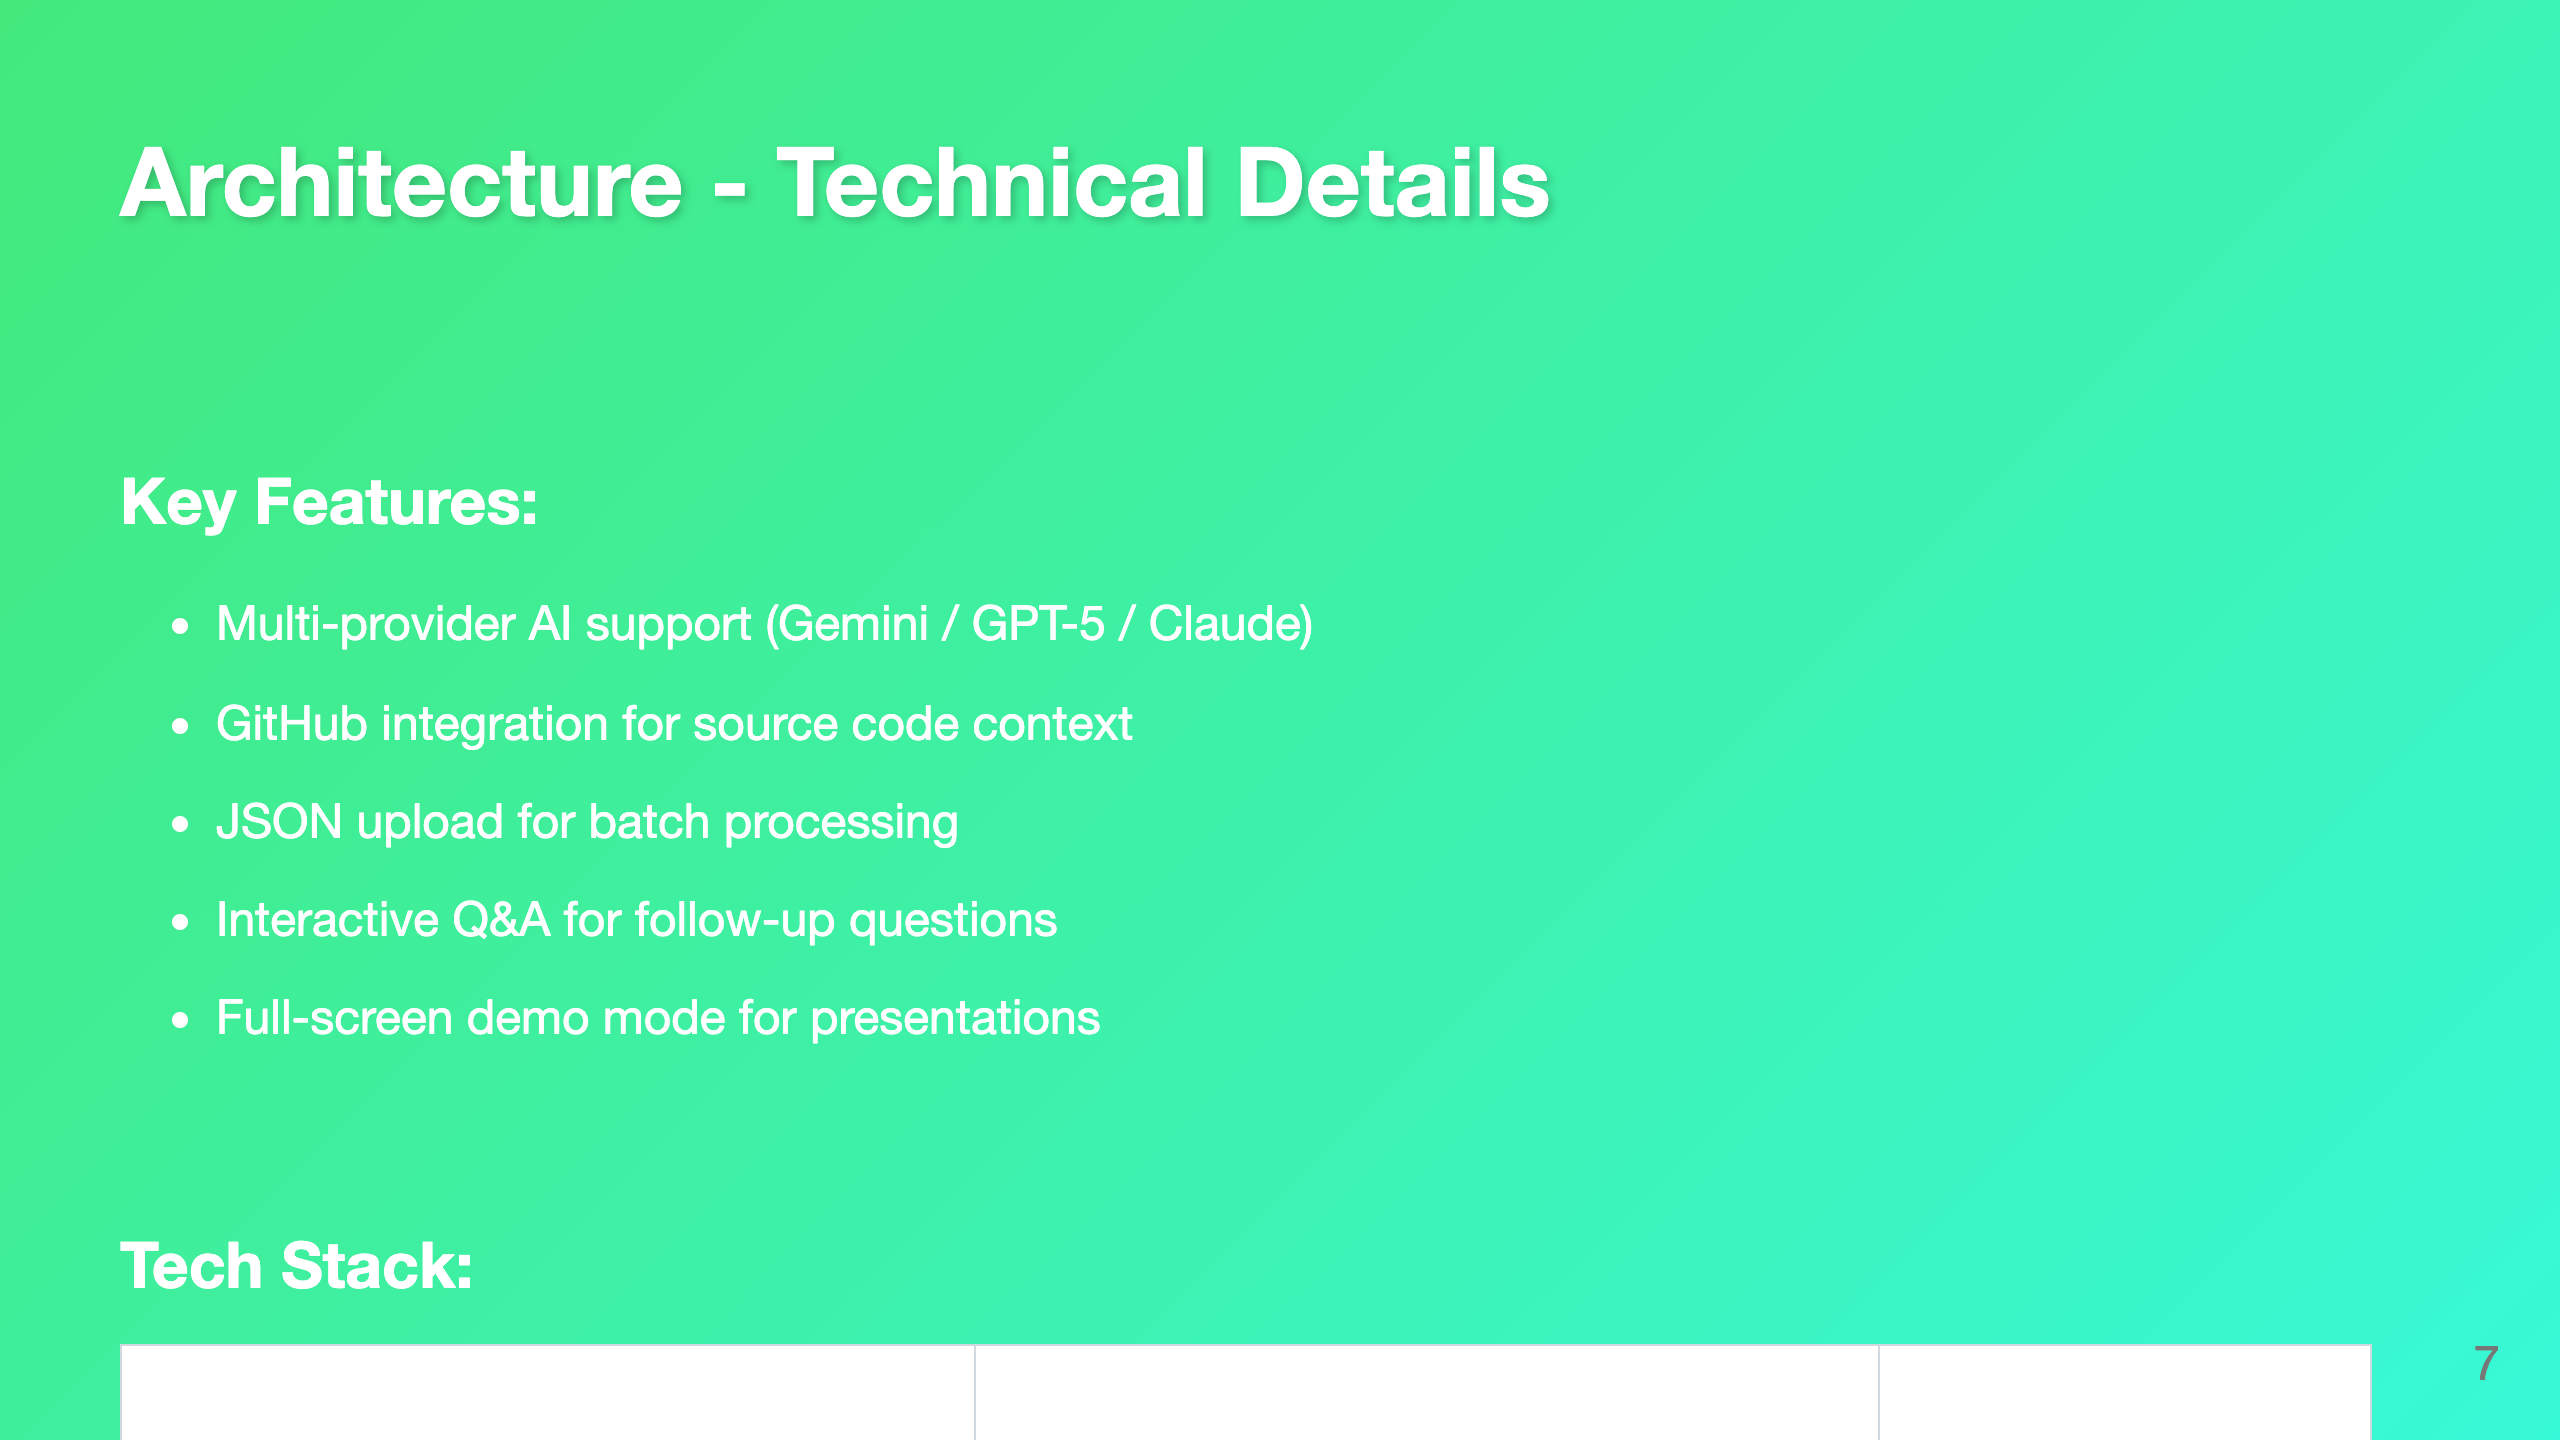 Architecture - Technical Details
Key Features:
• Multi-provider AI support (Gemini / GPT-5 / Claude)
• GitHub integration for source code context
• JSON upload for batch processing
• Interactive Q&A for follow-up questions
• Full-screen demo mode for presentations
Tech Stack:
7